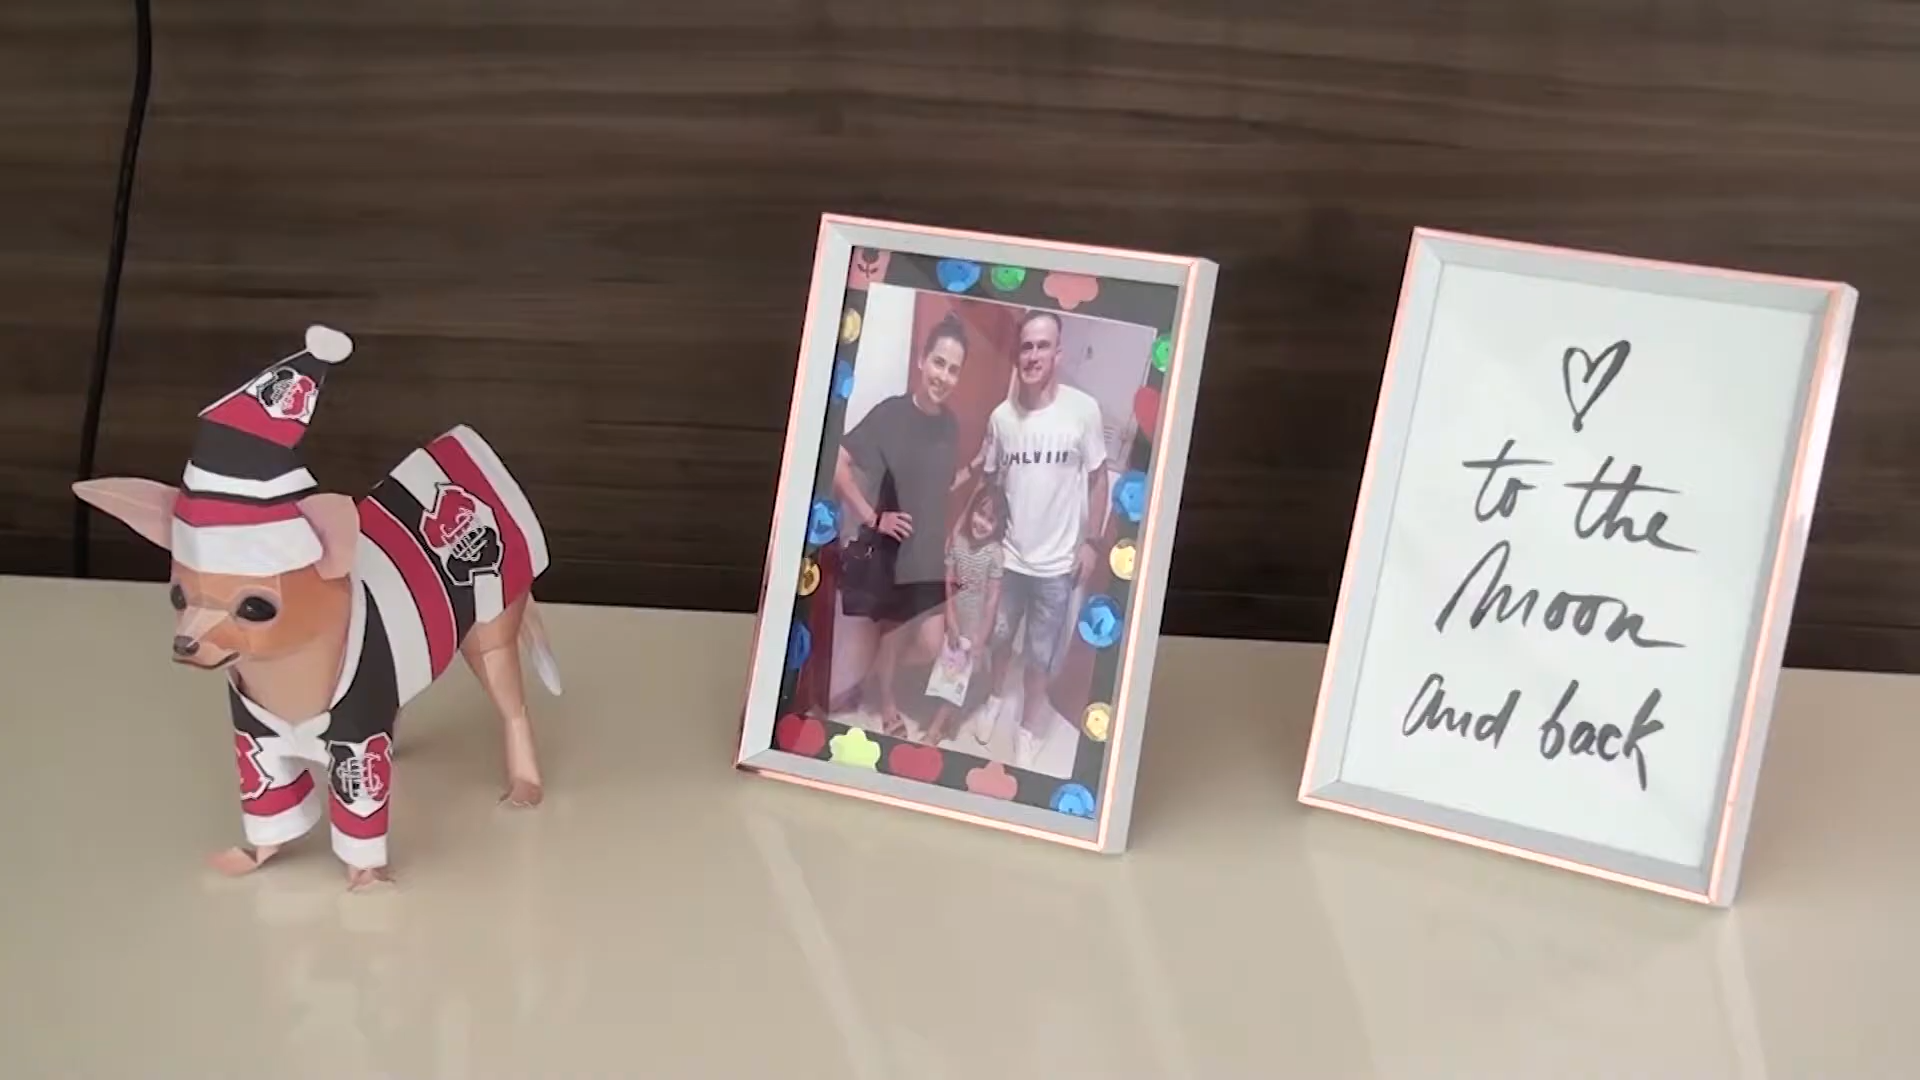 to the
Moon
and back